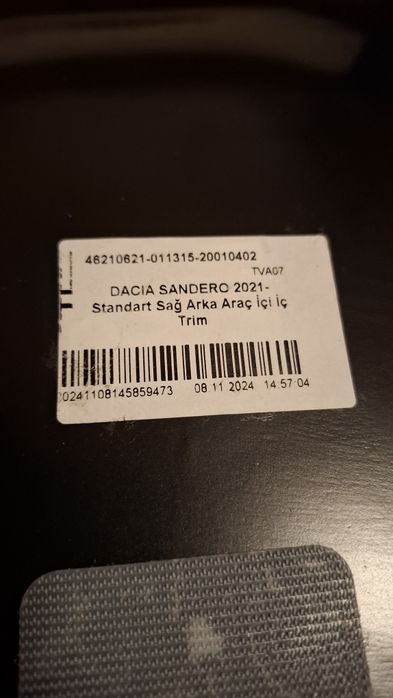 46210621-011315-20010402
TVA07
DACIA SANDERO 2021-
Standart Sağ Arka Araç İçi İç
Trim
20241108145859473 08 11 2024 14:57:04